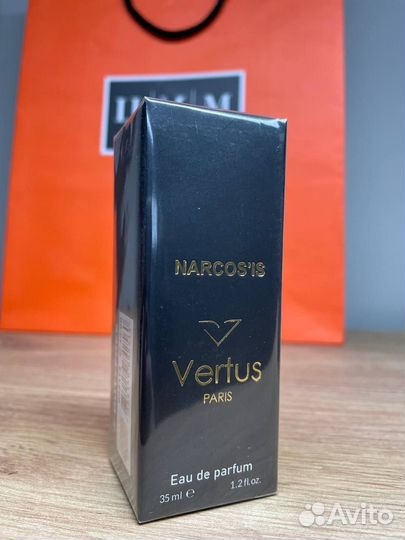 NARCOS'IS
Vertus
PARIS
Eau de parfum
35 ml e 1.2 fl.oz.
Avito